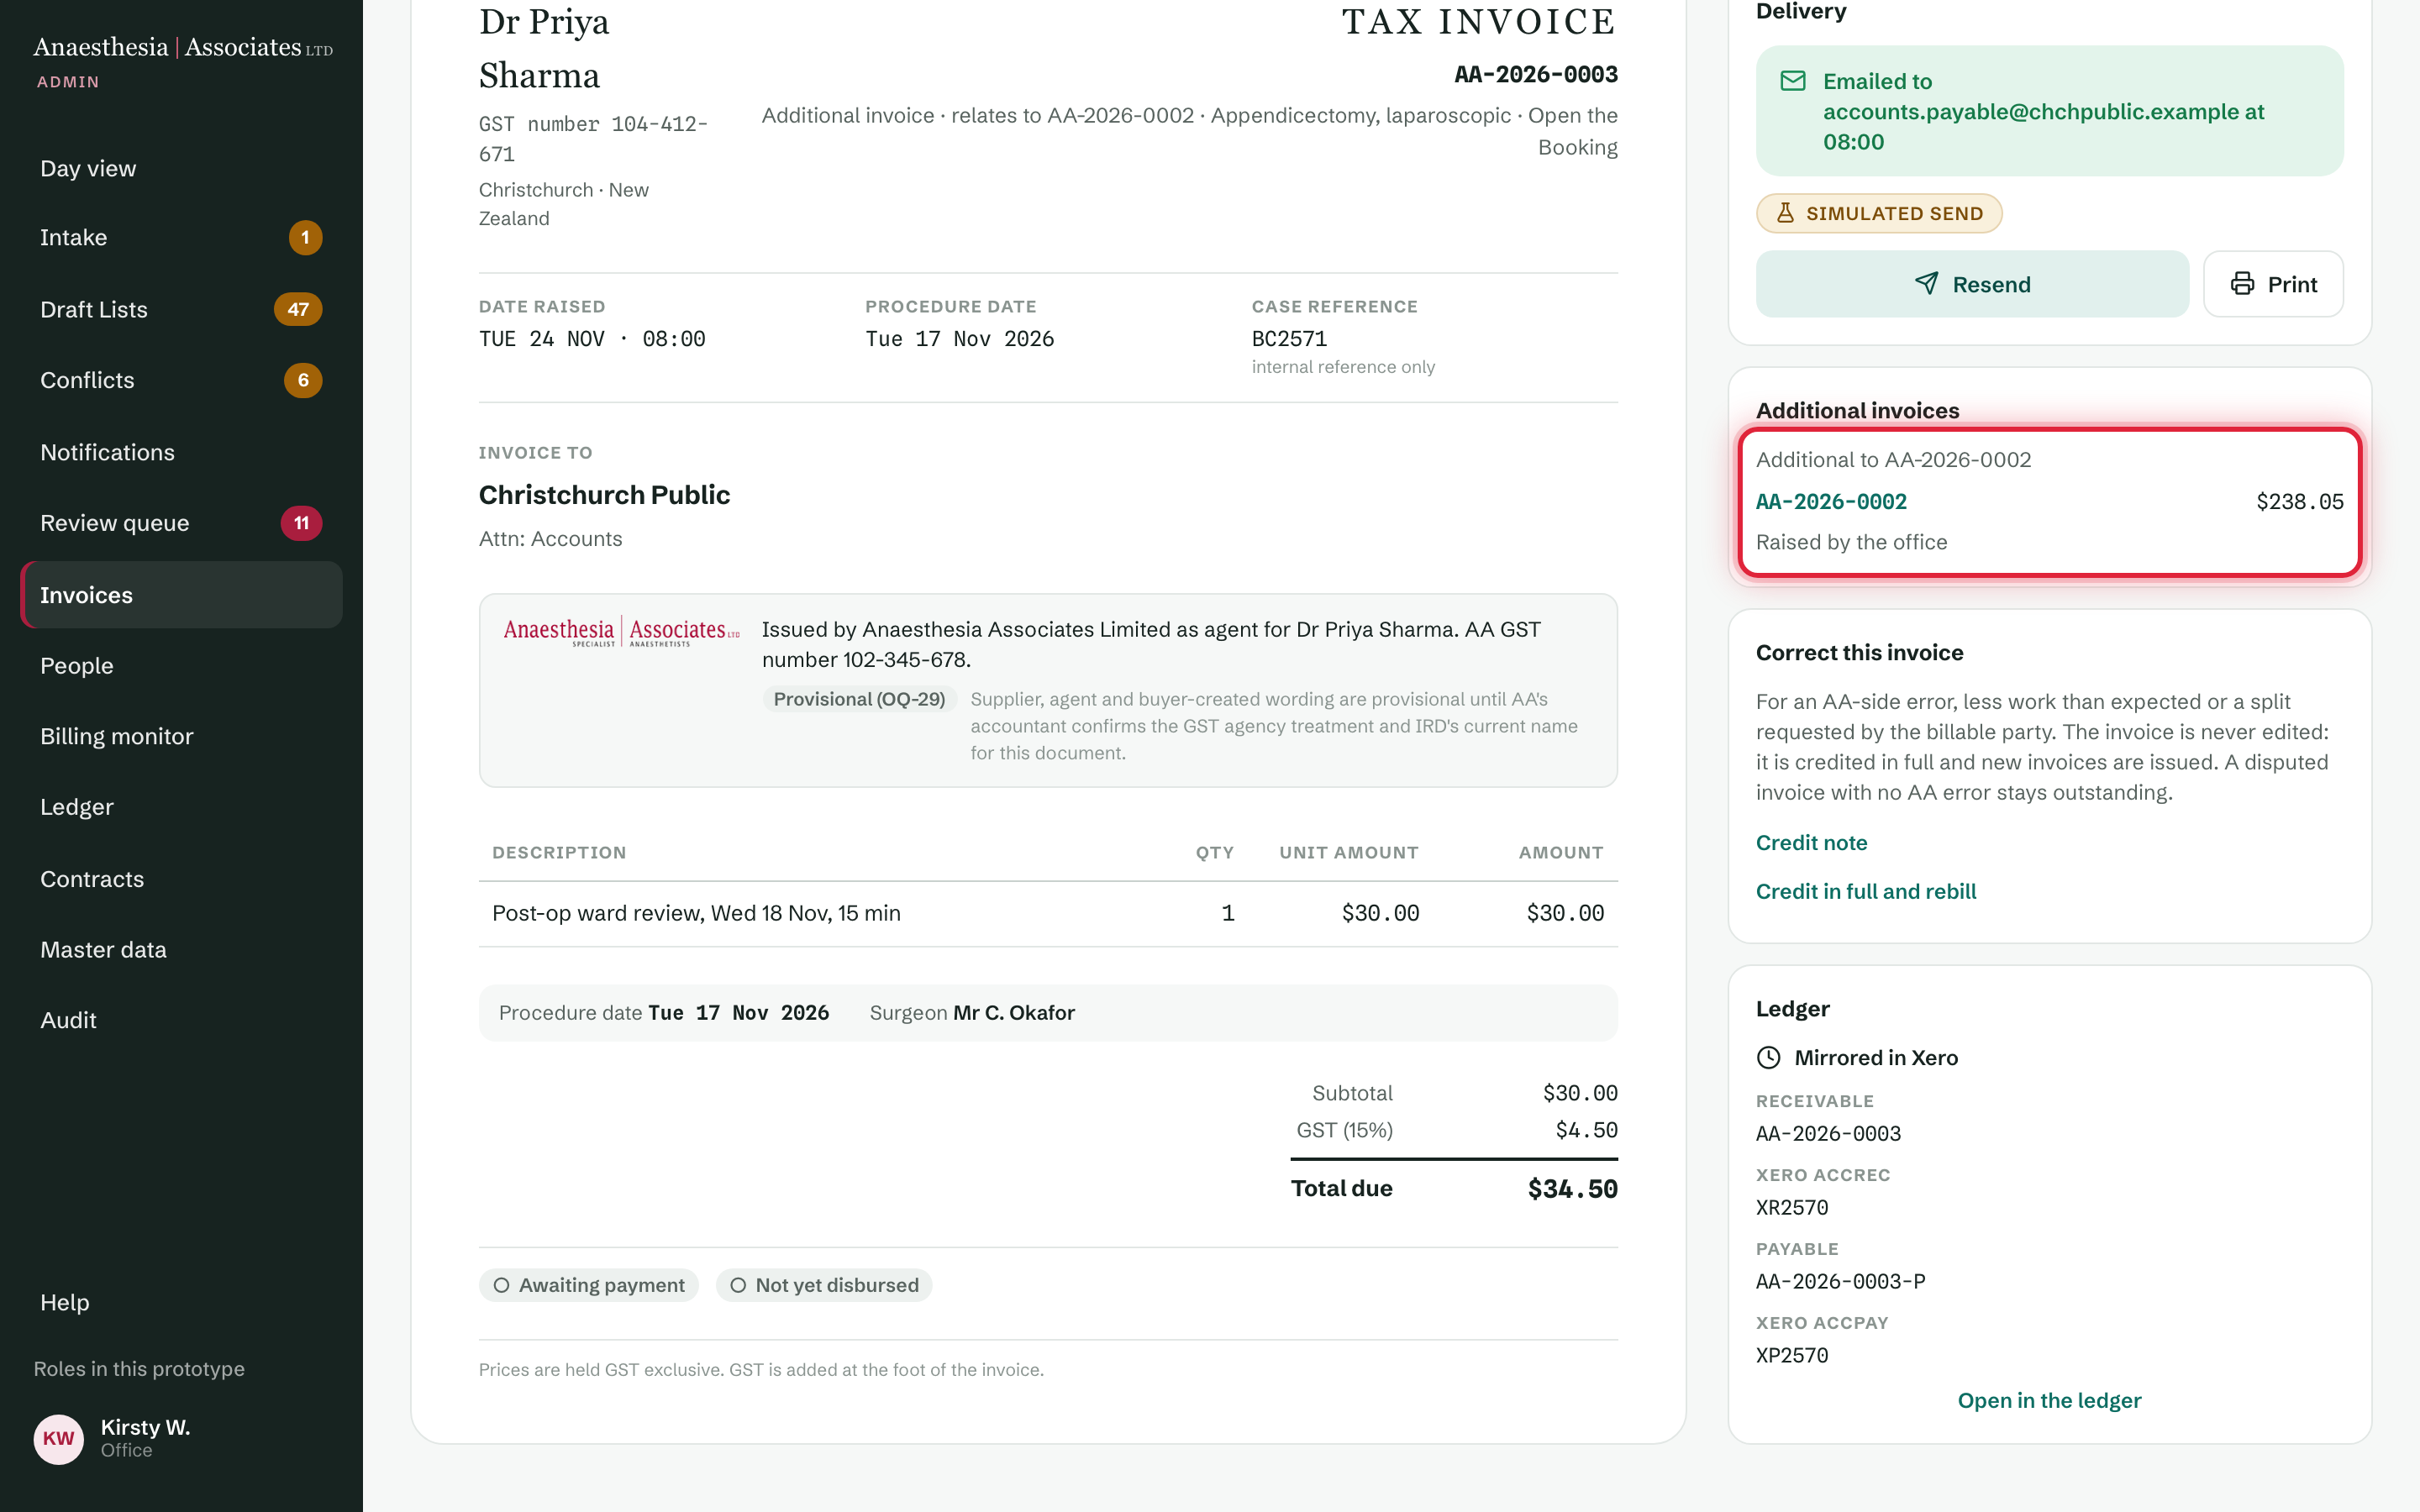 Anaesthesia | Associates LTD
ADMIN
Day view
Intake 1
Draft Lists 47
Conflicts 6
Notifications
Review queue 11
Invoices
People
Billing monitor
Ledger
Contracts
Master data
Audit
Help
Roles in this prototype
KW
Kirsty W.
Office
Dr Priya
Sharma
GST number 104-412-
671
Christchurch · New
Zealand
TAX INVOICE
AA-2026-0003
Additional invoice · relates to AA-2026-0002 · Appendicectomy, laparoscopic · Open the
Booking
DATE RAISED
TUE 24 NOV · 08:00
PROCEDURE DATE
Tue 17 Nov 2026
CASE REFERENCE
BC2571
internal reference only
INVOICE TO
Christchurch Public
Attn: Accounts
Anaesthesia | Associates LTD
SPECIALIST ANAESTHETISTS
Issued by Anaesthesia Associates Limited as agent for Dr Priya Sharma. AA GST
number 102-345-678.
Provisional (OQ-29)
Supplier, agent and buyer-created wording are provisional until AA's
accountant confirms the GST agency treatment and IRD's current name
for this document.
DESCRIPTION QTY UNIT AMOUNT AMOUNT
Post-op ward review, Wed 18 Nov, 15 min 1 $30.00 $30.00
Procedure date Tue 17 Nov 2026 Surgeon Mr C. Okafor
Subtotal $30.00
GST (15%) $4.50
Total due $34.50
Awaiting payment Not yet disbursed
Prices are held GST exclusive. GST is added at the foot of the invoice.
Delivery
Emailed to
accounts.payable@chchpublic.example at
08:00
SIMULATED SEND
Resend Print
Additional invoices
Additional to AA-2026-0002
AA-2026-0002 $238.05
Raised by the office
Correct this invoice
For an AA-side error, less work than expected or a split
requested by the billable party. The invoice is never edited:
it is credited in full and new invoices are issued. A disputed
invoice with no AA error stays outstanding.
Credit note
Credit in full and rebill
Ledger
Mirrored in Xero
RECEIVABLE
AA-2026-0003
XERO ACCREC
XR2570
PAYABLE
AA-2026-0003-P
XERO ACCPAY
XP2570
Open in the ledger